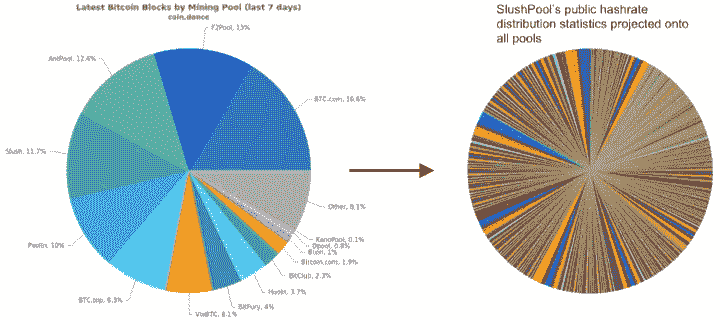 Latest Bitcoin Blocks by Mining Pool (last 7 days)
coin.dance
SlushPool's public hashrate
distribution statistics projected onto
all pools
F2Pool, 13%
AntPool, 12.4%
BTC.com, 16.6%
Slush, 11.7%
Other, 8.1%
KanoPool, 0.1%
Bixin, 1%
Bitcoin.com, 1.9%
BitClub, 2.3%
Huobi, 3.7%
BitFury, 4%
ViaBTC, 6.1%
BTC.top, 8.3%
Poolin, 10%